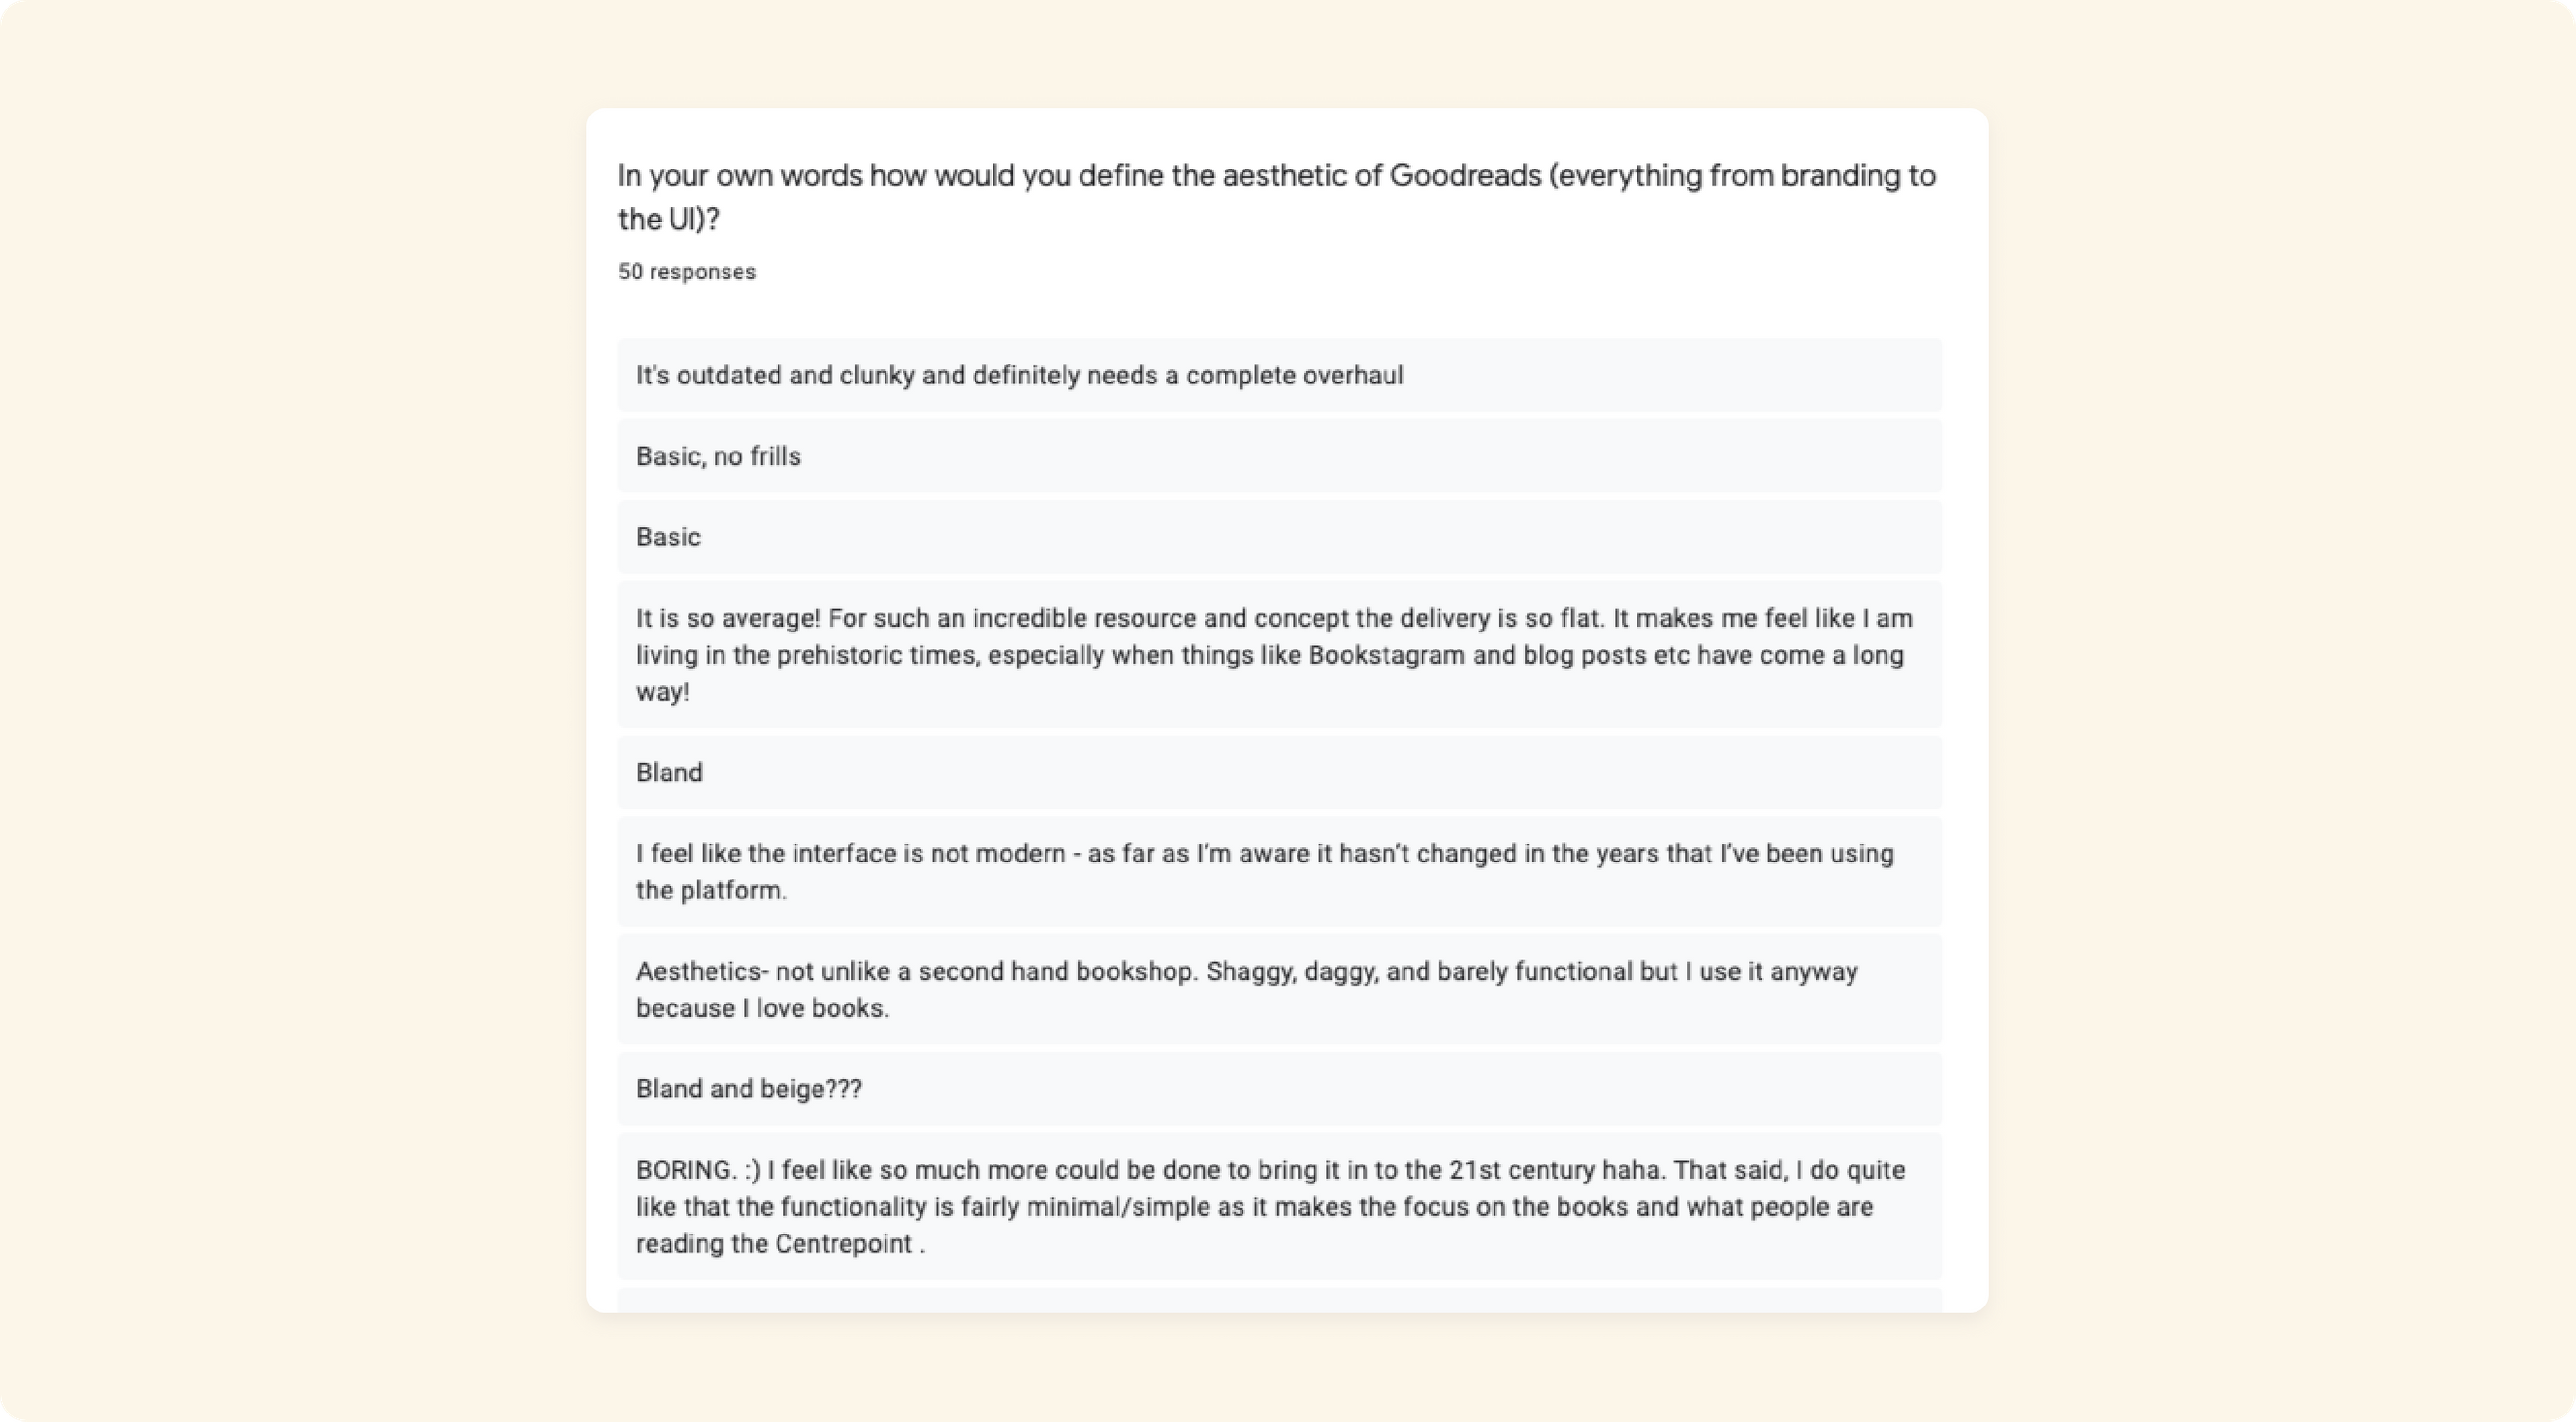 In your own words how would you define the aesthetic of Goodreads (everything from branding to
the UI)?
50 responses
It's outdated and clunky and definitely needs a complete overhaul
Basic, no frills
Basic
It is so average! For such an incredible resource and concept the delivery is so flat. It makes me feel like I am
living in the prehistoric times, especially when things like Bookstagram and blog posts etc have come a long
way!
Bland
I feel like the interface is not modern - as far as I’m aware it hasn’t changed in the years that I’ve been using
the platform.
Aesthetics- not unlike a second hand bookshop. Shaggy, daggy, and barely functional but I use it anyway
because I love books.
Bland and beige???
BORING. :) I feel like so much more could be done to bring it in to the 21st century haha. That said, I do quite
like that the functionality is fairly minimal/simple as it makes the focus on the books and what people are
reading the Centrepoint .